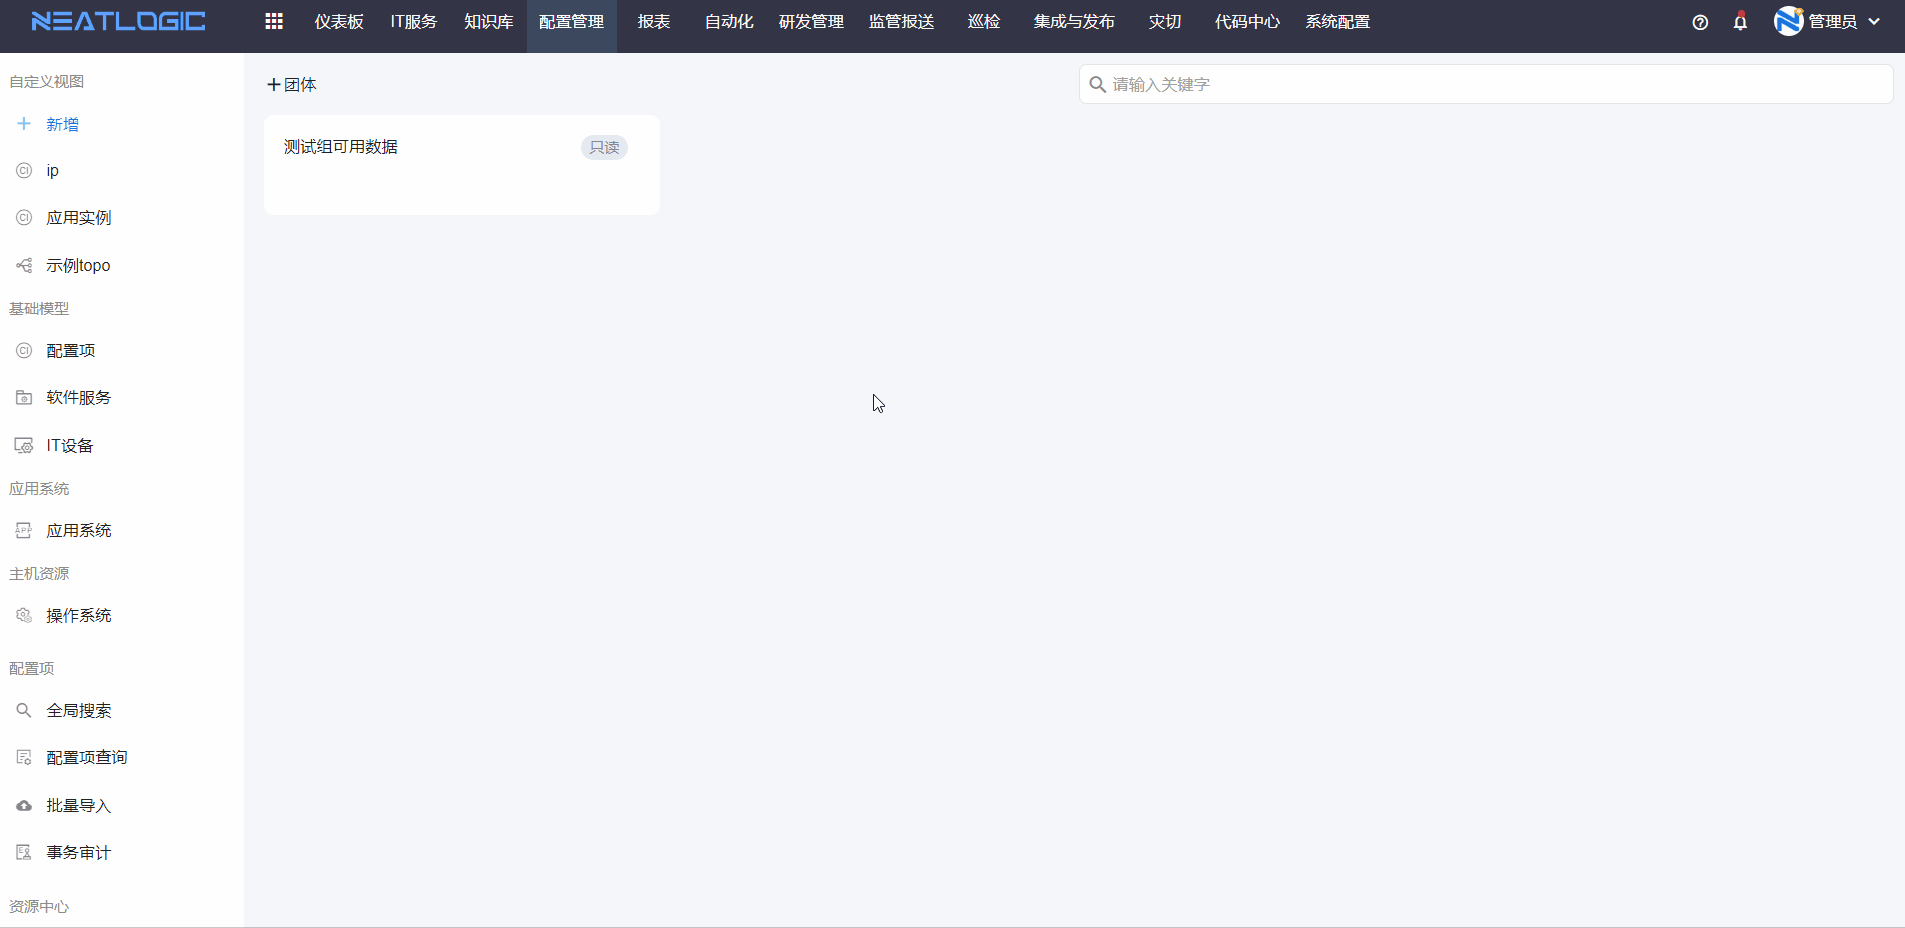 NEATLOGIC
仪表板 IT服务 知识库 配置管理 报表 自动化 研发管理 监管报送 巡检 集成与发布 灾切 代码中心 系统配置 管理员
自定义视图
新增
ip
应用实例
示例topo
基础模型
配置项
软件服务
IT设备
应用系统
应用系统
主机资源
操作系统
配置项
全局搜索
配置项查询
批量导入
事务审计
资源中心
+团体
请输入关键字
测试组可用数据
只读